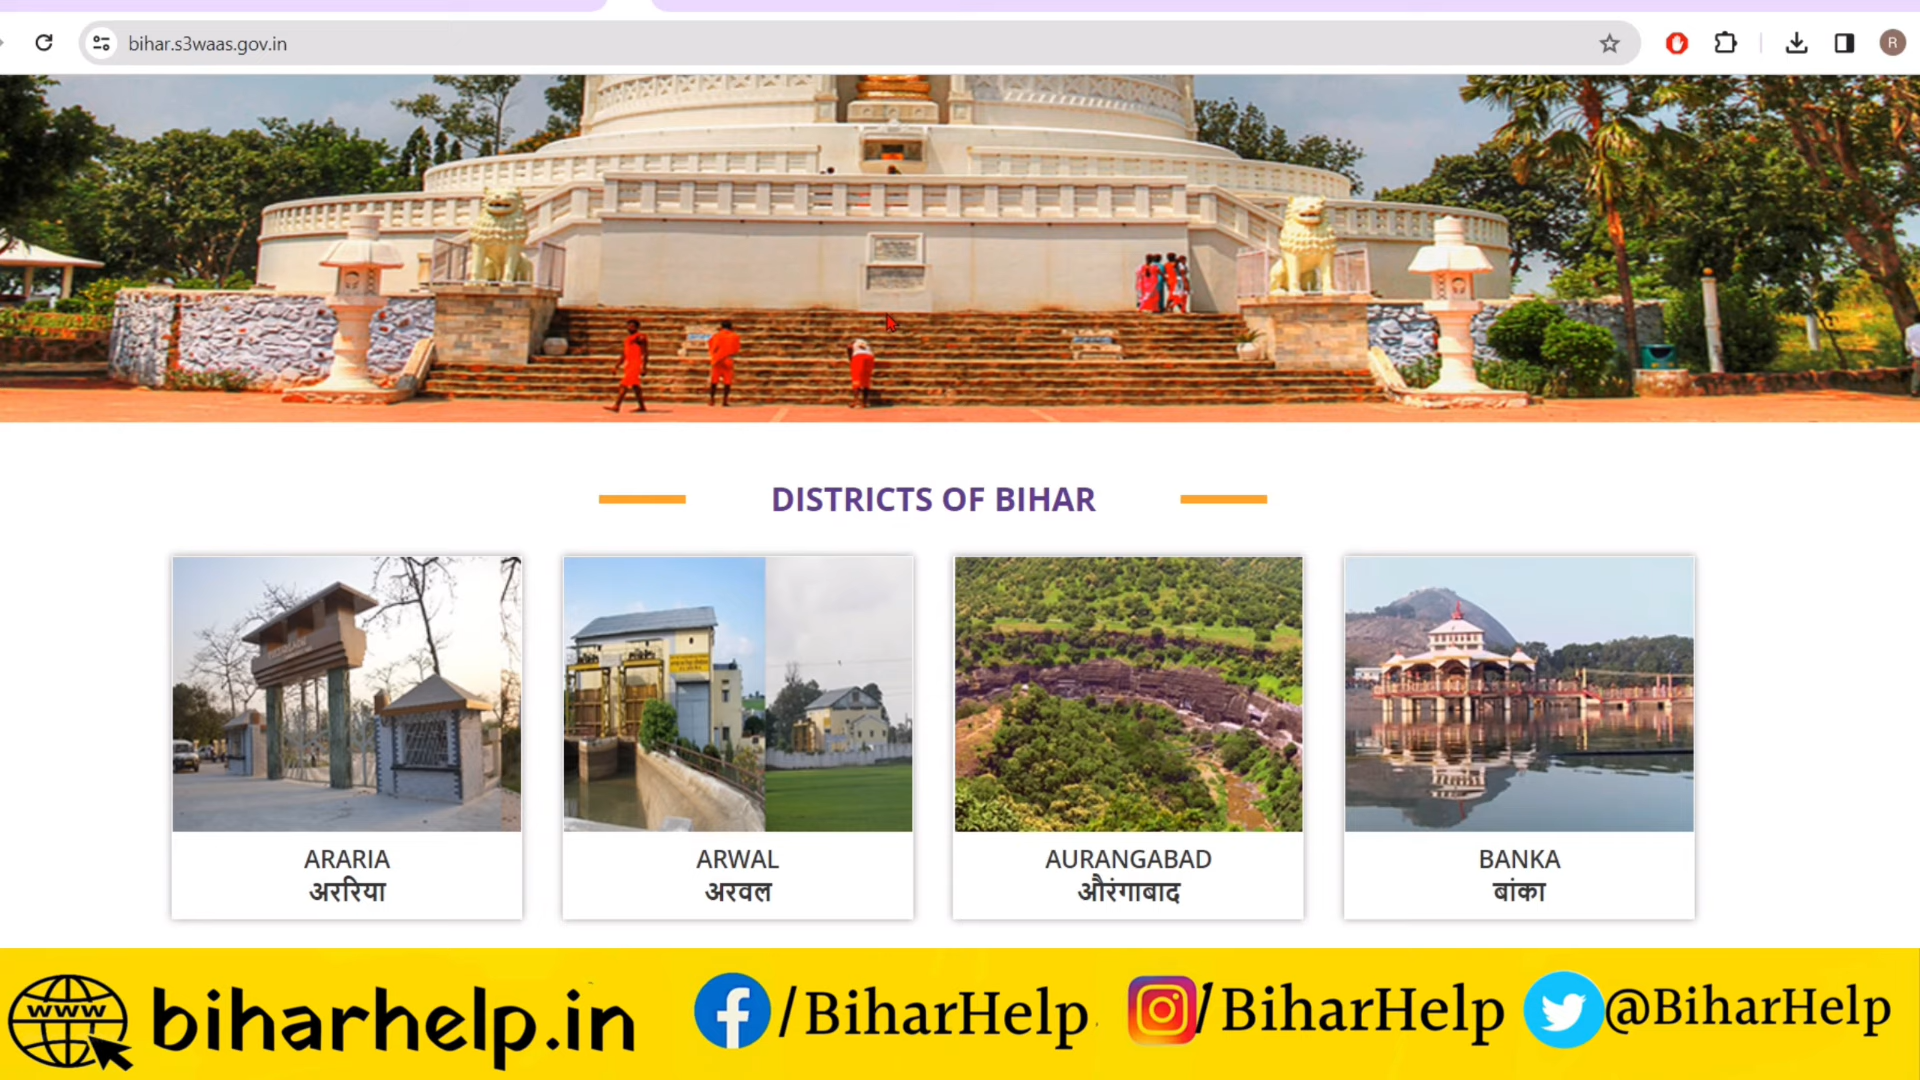 bihar.s3waas.gov.in
R
DISTRICTS OF BIHAR
ARARIA
अररिया
ARWAL
अरवल
AURANGABAD
औरंगाबाद
BANKA
बांका
www
biharhelp.in
/BiharHelp
/BiharHelp
@BiharHelp